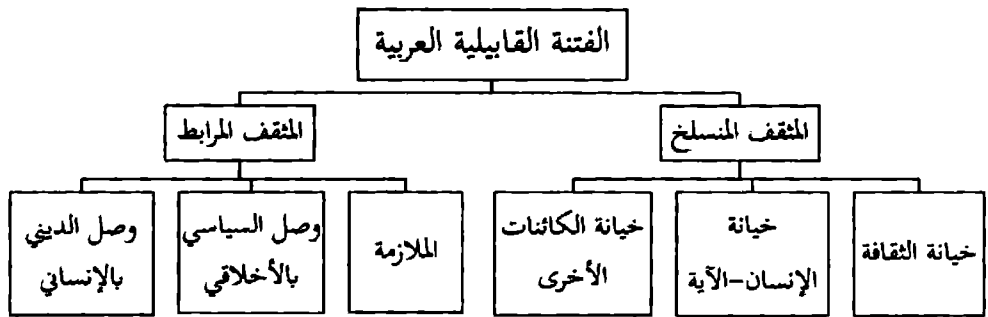 الفتنة القابيلية العربية
المثقف المنسلخ
المثقف المرابط
خيانة الثقافة
خيانة
الإنسان-الآية
خيانة الكائنات
الأخرى
الملازمة
وصل السياسي
بالأخلاقي
وصل الديني
بالإنساني